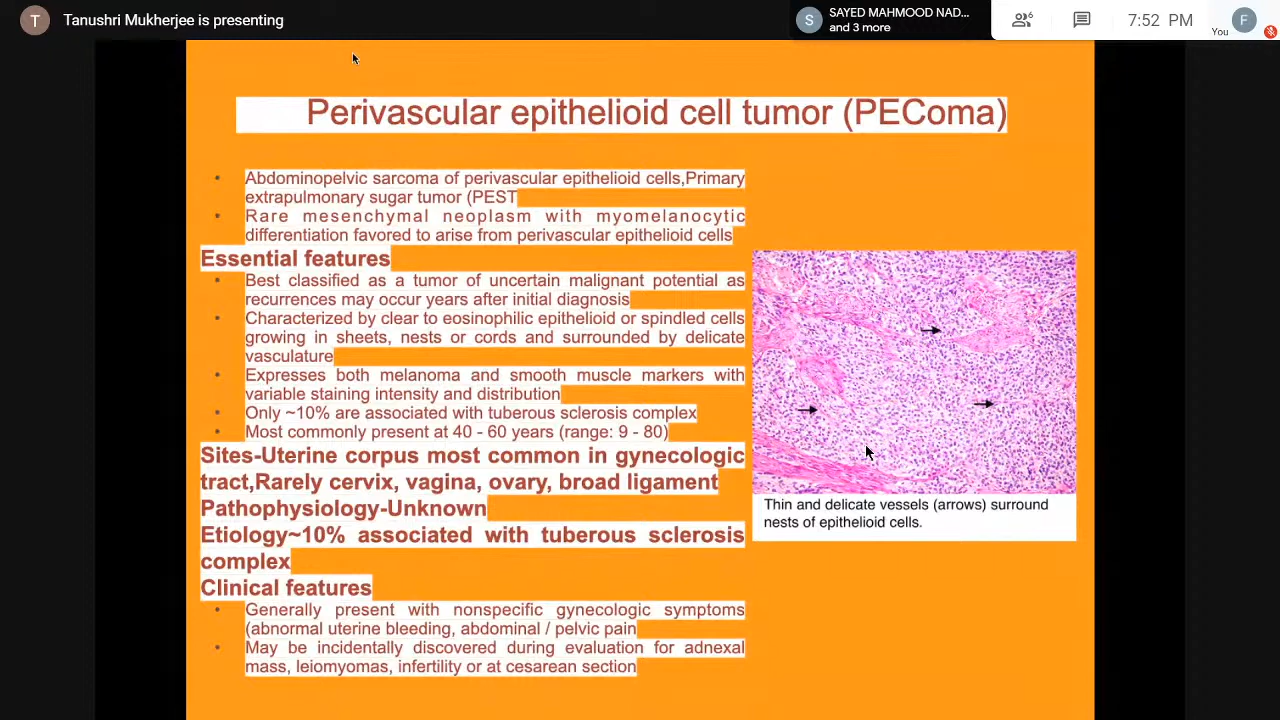 T
Tanushri Mukherjee is presenting
S
SAYED MAHMOOD NAD...
and 3 more
6
7:52 PM
You
F
Perivascular epithelioid cell tumor (PEComa)
• Abdominopelvic sarcoma of perivascular epithelioid cells,Primary
extrapulmonary sugar tumor (PEST
• Rare mesenchymal neoplasm with myomelanocytic
differentiation favored to arise from perivascular epithelioid cells
Essential features
• Best classified as a tumor of uncertain malignant potential as
recurrences may occur years after initial diagnosis
• Characterized by clear to eosinophilic epithelioid or spindled cells
growing in sheets, nests or cords and surrounded by delicate
vasculature
• Expresses both melanoma and smooth muscle markers with
variable staining intensity and distribution
• Only ~10% are associated with tuberous sclerosis complex
• Most commonly present at 40 - 60 years (range: 9 - 80)
Sites-Uterine corpus most common in gynecologic
tract,Rarely cervix, vagina, ovary, broad ligament
Pathophysiology-Unknown
Etiology~10% associated with tuberous sclerosis
complex
Clinical features
• Generally present with nonspecific gynecologic symptoms
(abnormal uterine bleeding, abdominal / pelvic pain
• May be incidentally discovered during evaluation for adnexal
mass, leiomyomas, infertility or at cesarean section
Thin and delicate vessels (arrows) surround
nests of epithelioid cells.